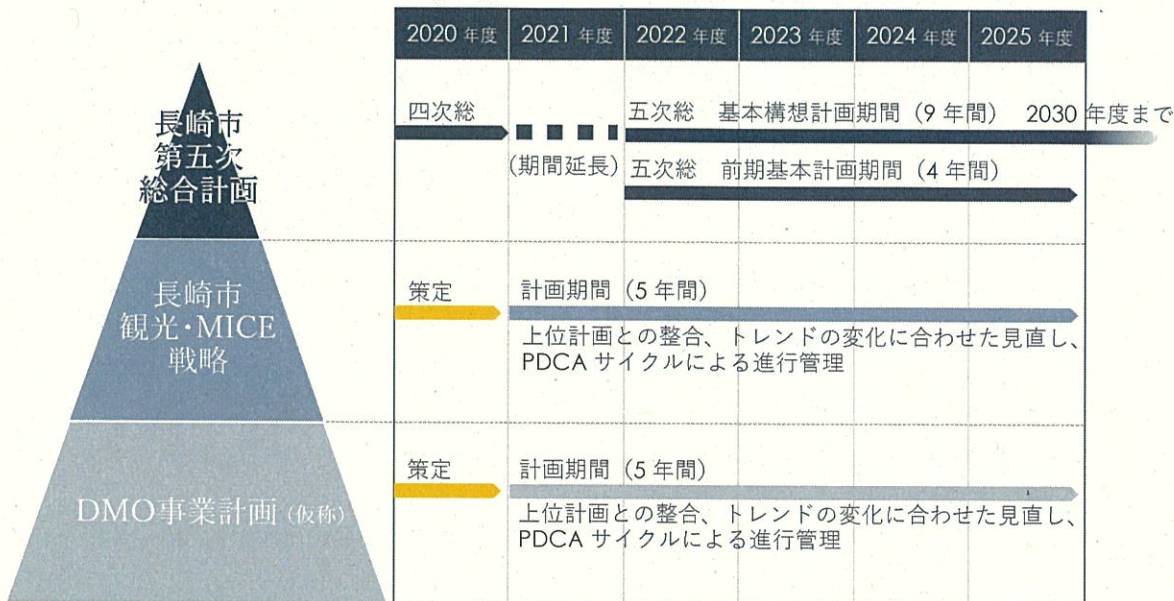 2020 年度 2021 年度 2022 年度 2023 年度 2024 年度 2025 年度
長崎市
第五次
総合計画
四次総
(期間延長)
五次総 基本構想計画期間 (9 年間) 2030 年度まで
五次総 前期基本計画期間 (4 年間)
長崎市
観光・MICE
戦略
策定
計画期間 (5 年間)
上位計画との整合、トレンドの変化に合わせた見直し、
PDCA サイクルによる進行管理
DMO事業計画 (仮称)
策定
計画期間 (5 年間)
上位計画との整合、トレンドの変化に合わせた見直し、
PDCA サイクルによる進行管理